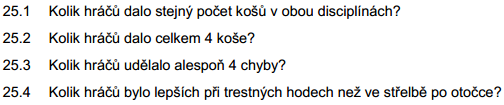 25.1 Kolik hráčů dalo stejný počet košů v obou disciplínách?
25.2 Kolik hráčů dalo celkem 4 koše?
25.3 Kolik hráčů udělalo alespoň 4 chyby?
25.4 Kolik hráčů bylo lepších při trestných hodech než ve střelbě po otočce?